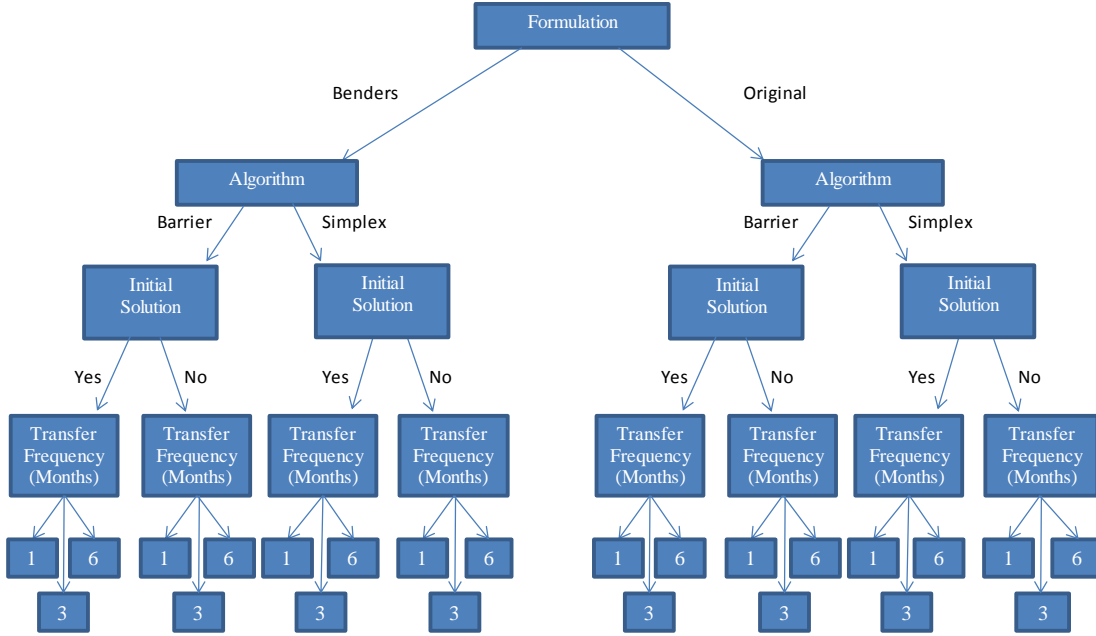 Formulation
Benders
Original
Algorithm
Algorithm
Barrier
Simplex
Barrier
Simplex
Initial
Solution
Initial
Solution
Initial
Solution
Initial
Solution
Yes
No
Yes
No
Yes
No
Yes
No
Transfer
Frequency
(Months)
Transfer
Frequency
(Months)
Transfer
Frequency
(Months)
Transfer
Frequency
(Months)
Transfer
Frequency
(Months)
Transfer
Frequency
(Months)
Transfer
Frequency
(Months)
Transfer
Frequency
(Months)
1
6
1
6
1
6
1
6
1
6
1
6
1
6
1
6
3
3
3
3
3
3
3
3